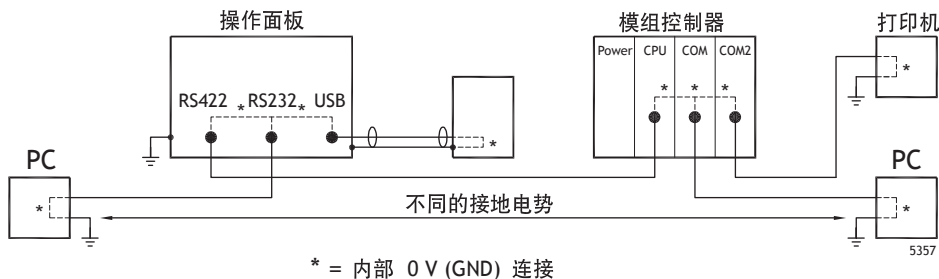 操作面板
模组控制器
打印机
Power CPU COM COM2
*
* * *
RS422 * RS232 * USB
*
PC
PC
*
不同的接地电势
*
5357
* = 内部 0 V (GND) 连接